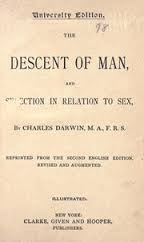 University Edition.
THE
DESCENT OF MAN,
AND
SELECTION IN RELATION TO SEX,
BY CHARLES DARWIN, M. A., F. R. S.
REPRINTED FROM THE SECOND ENGLISH EDITION,
REVISED AND AUGMENTED.
ILLUSTRATED.
NEW YORK:
CLARKE, GIVEN AND HOOPER,
PUBLISHERS.